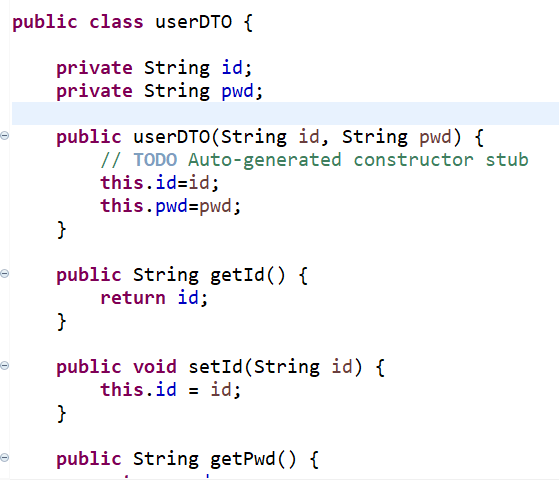 public class userDTO {
private String id;
private String pwd;
public userDTO(String id, String pwd) {
// TODO Auto-generated constructor stub
this.id=id;
this.pwd=pwd;
}
public String getId() {
return id;
}
public void setId(String id) {
this.id = id;
}
public String getPwd() {